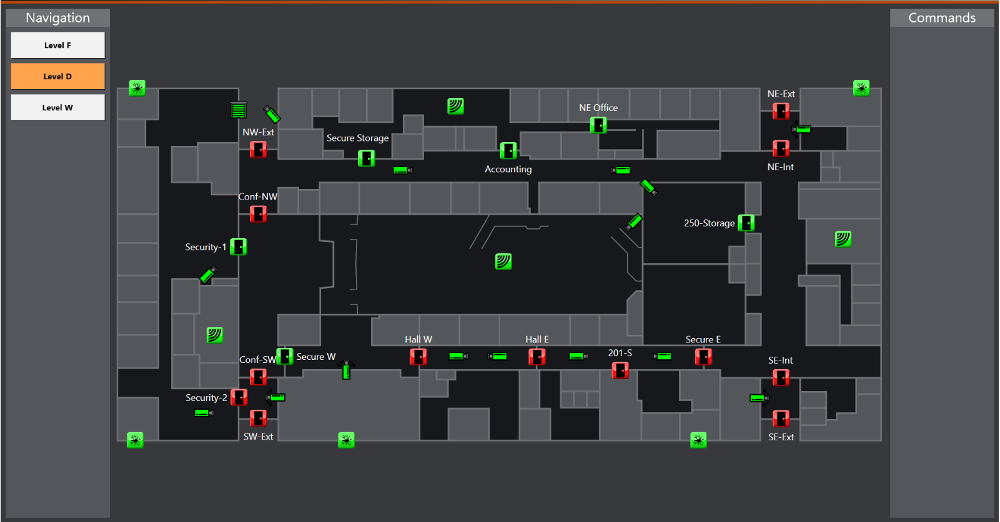 Navigation
Commands
Level F
Level D
Level W
NE-Ext
NE Office
NW-Ext
Secure Storage
Accounting
NE-Int
Conf-NW
250-Storage
Security-1
Hall W
Hall E
Secure E
201-S
Conf-SW
Secure W
SE-Int
Security-2
SW-Ext
SE-Ext